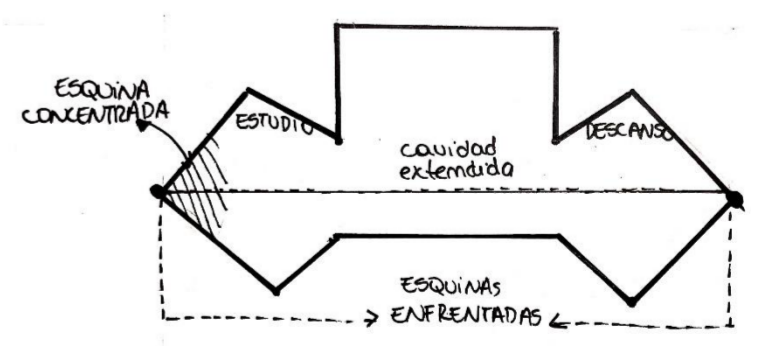 ESQUINA
CONCENTRADA
ESTUDIO
DESCANSO
cavidad
extendida
ESQUINAS
ENFRENTADAS